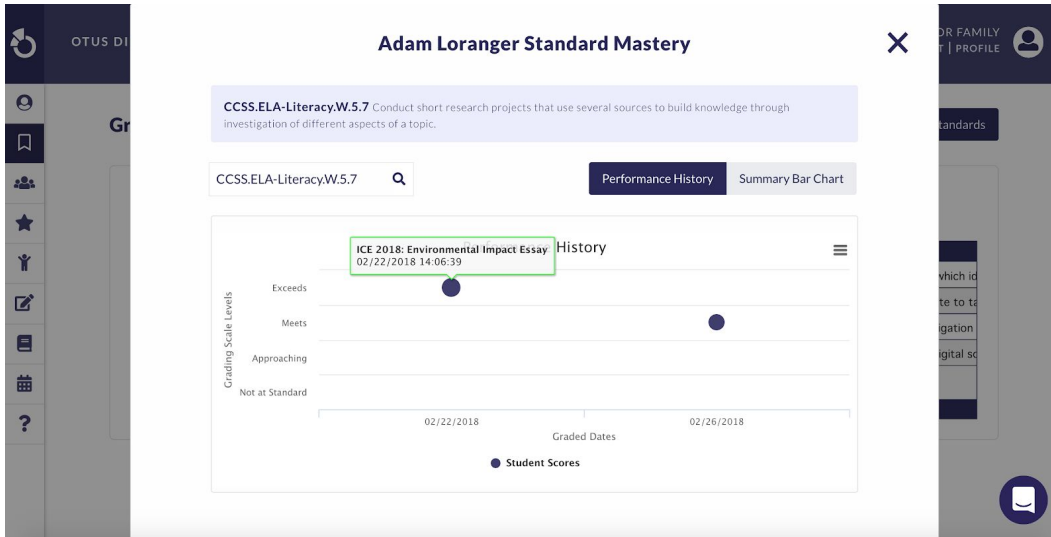 OTUS DI
OR FAMILY
T | PROFILE
Adam Loranger Standard Mastery
Gr
tandards
CCSS.ELA-Literacy.W.5.7 Conduct short research projects that use several sources to build knowledge through
investigation of different aspects of a topic.
CCSS.ELA-Literacy.W.5.7
Performance History
Summary Bar Chart
History
ICE 2018: Environmental Impact Essay
02/22/2018 14:06:39
Grading Scale Levels
Exceeds
Meets
Approaching
Not at Standard
02/22/2018
02/26/2018
Graded Dates
Student Scores
which id
te to ta
igation
igital so
?